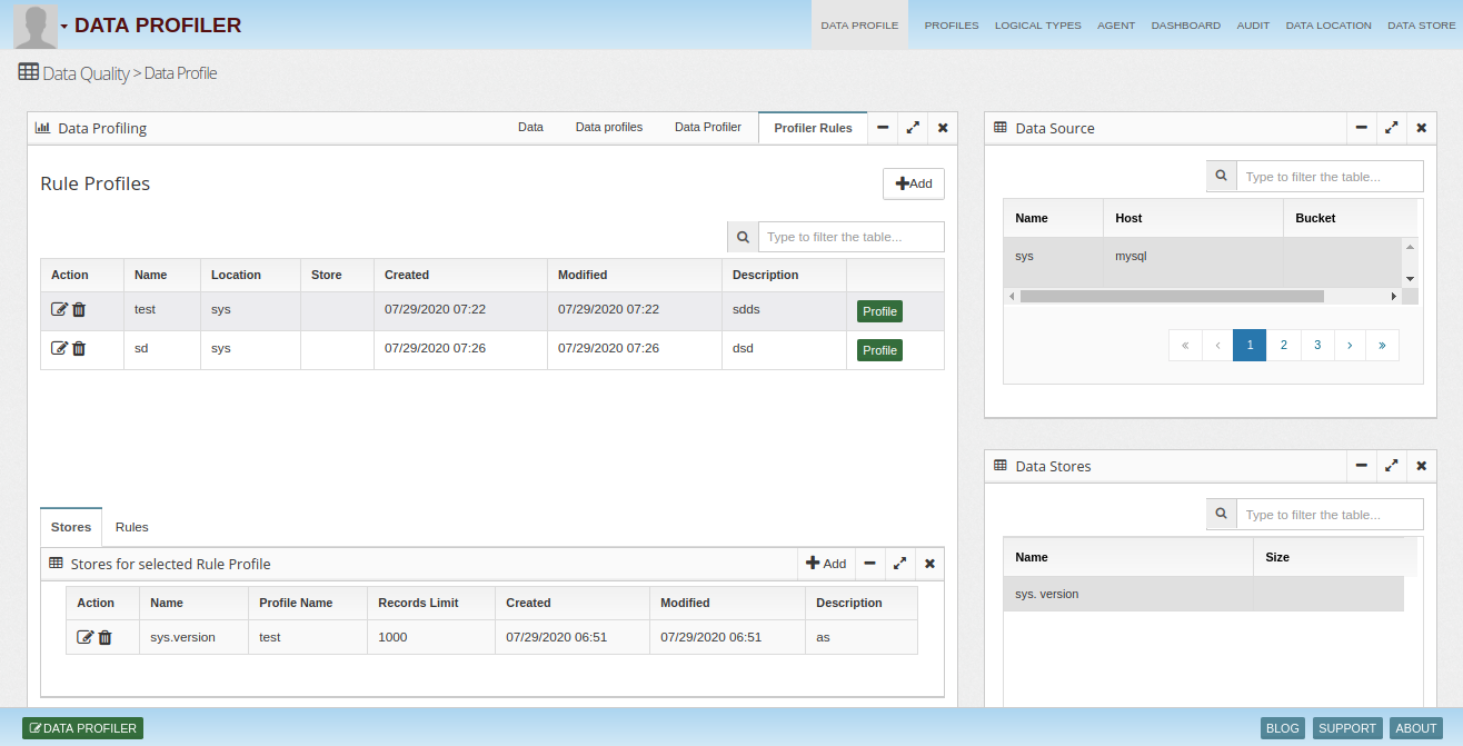 DATA PROFILER
DATA PROFILE PROFILES LOGICAL TYPES AGENT DASHBOARD AUDIT DATA LOCATION DATA STORE
Data Quality > Data Profile
Data Profiling Data Data profiles Data Profiler Profiler Rules
Rule Profiles
Add
Type to filter the table...
Action Name Location Store Created Modified Description
test sys 07/29/2020 07:22 07/29/2020 07:22 sdds Profile
sd sys 07/29/2020 07:26 07/29/2020 07:26 dsd Profile
Stores Rules
Stores for selected Rule Profile Add
Action Name Profile Name Records Limit Created Modified Description
sys.version test 1000 07/29/2020 06:51 07/29/2020 06:51 as
Data Source
Type to filter the table...
Name Host Bucket
sys mysql
« ‹ 1 2 3 › »
Data Stores
Type to filter the table...
Name Size
sys. version
DATA PROFILER
BLOG SUPPORT ABOUT